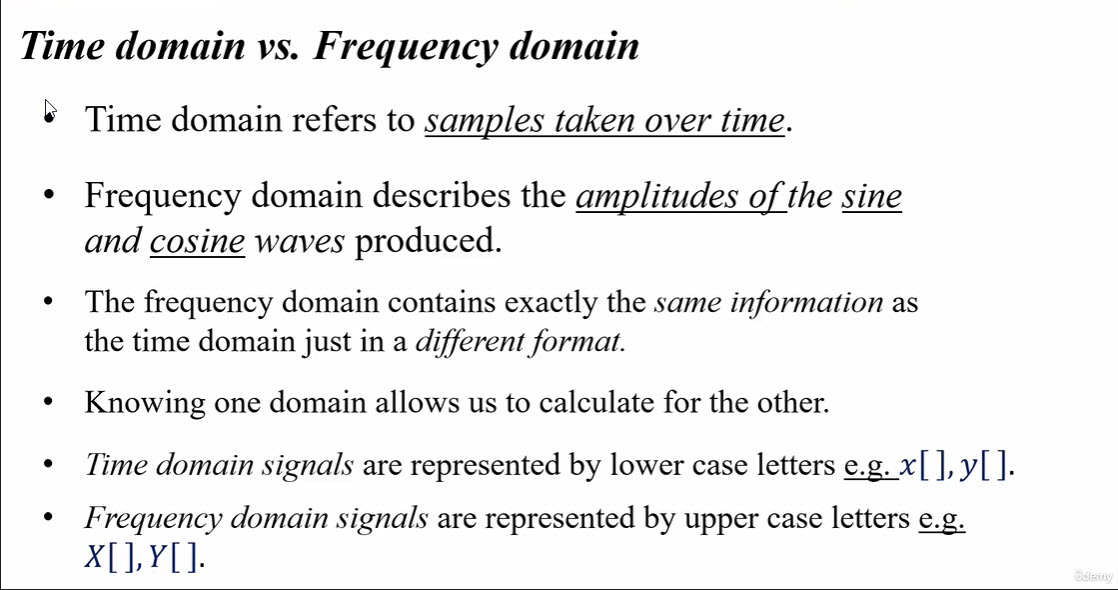 Time domain vs. Frequency domain
• Time domain refers to samples taken over time.
• Frequency domain describes the amplitudes of the sine
and cosine waves produced.
• The frequency domain contains exactly the same information as
the time domain just in a different format.
• Knowing one domain allows us to calculate for the other.
• Time domain signals are represented by lower case letters e.g. x[ ], y[ ].
• Frequency domain signals are represented by upper case letters e.g.
X[ ], Y[ ].
ûdemy